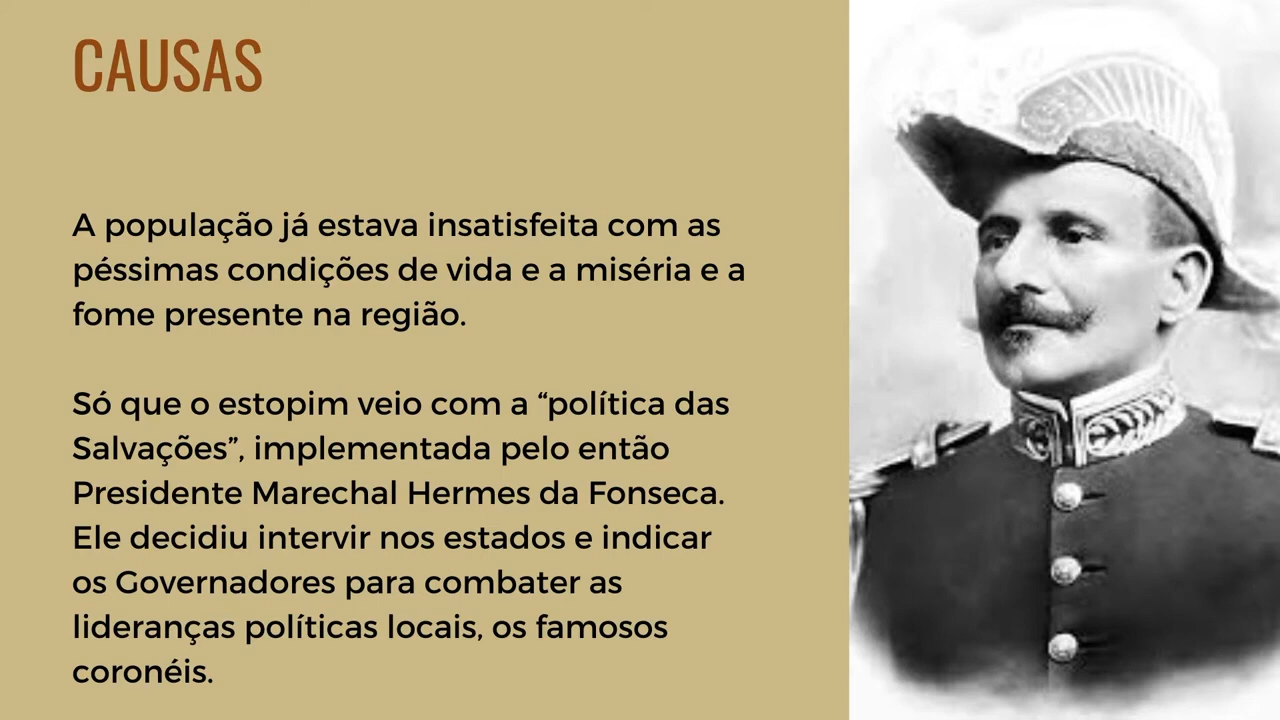 CAUSAS
A população já estava insatisfeita com as
péssimas condições de vida e a miséria e a
fome presente na região.
Só que o estopim veio com a “política das
Salvações”, implementada pelo então
Presidente Marechal Hermes da Fonseca.
Ele decidiu intervir nos estados e indicar
os Governadores para combater as
lideranças políticas locais, os famosos
coronéis.